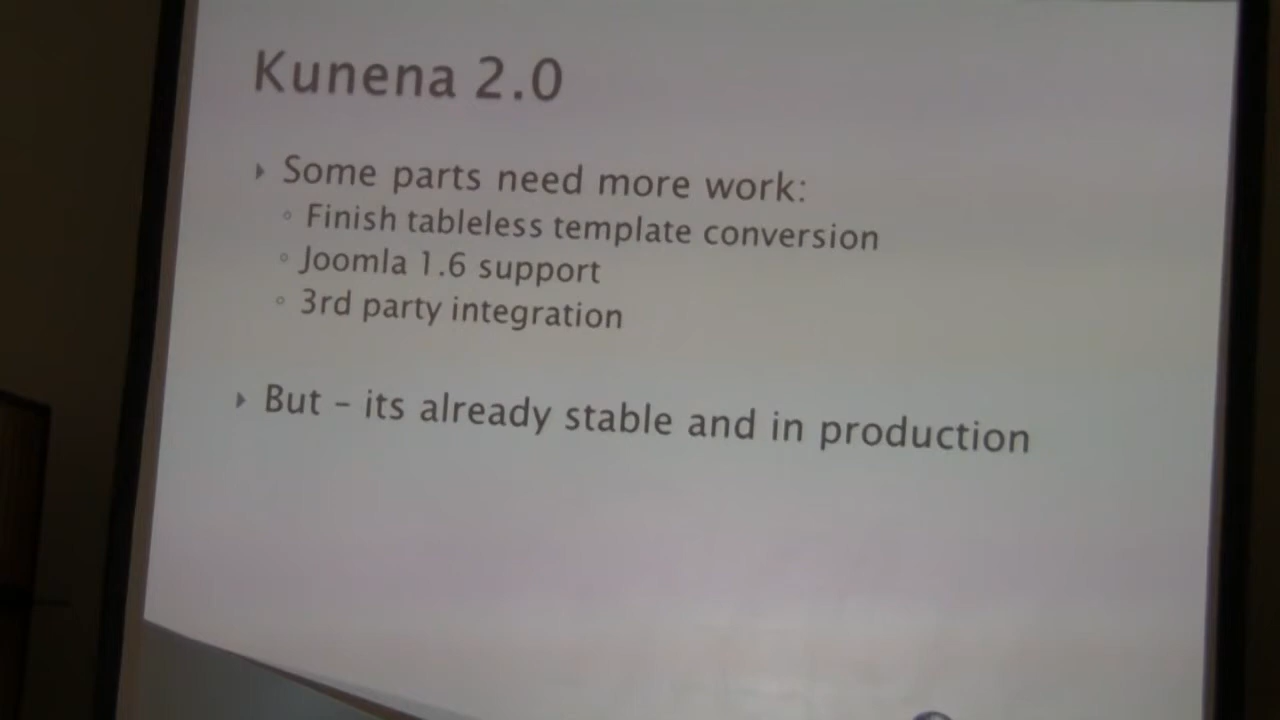 Kunena 2.0
Some parts need more work:
Finish tableless template conversion
Joomla 1.6 support
3rd party integration
But – its already stable and in production